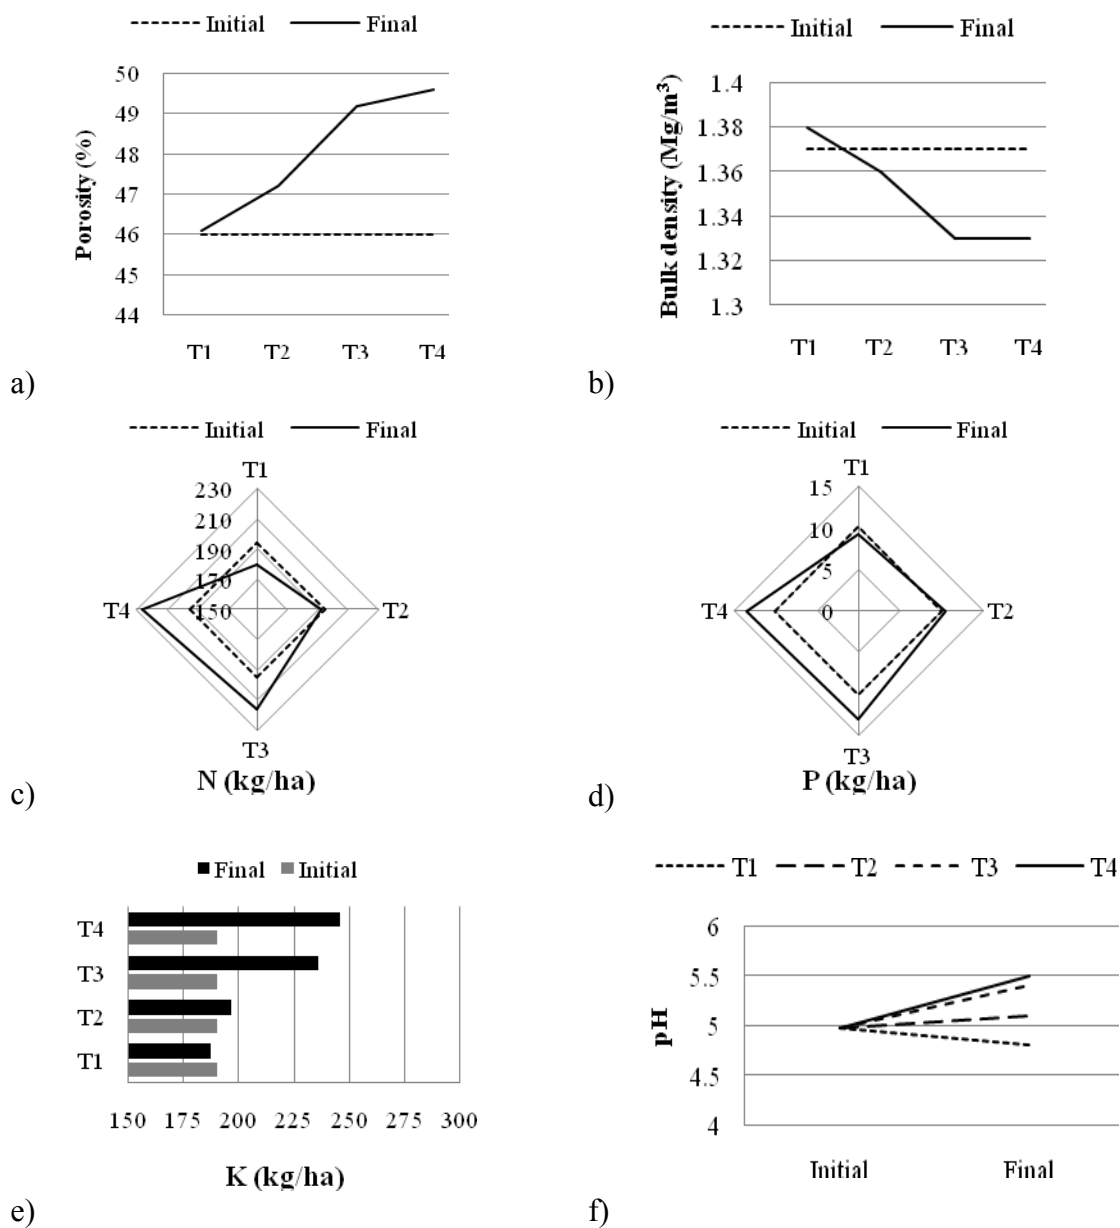 Initial Final
Porosity (%)
50
49
48
47
46
45
44
T1 T2 T3 T4
a)
Initial Final
Bulk density (Mg/m³)
1.4
1.38
1.36
1.34
1.32
1.3
T1 T2 T3 T4
b)
Initial Final
T1
230
210
190
170
150
T4 T2
T3
N (kg/ha)
c)
Initial Final
T1
15
10
5
0
T4 T2
T3
P (kg/ha)
d)
Final Initial
T4
T3
T2
T1
150 175 200 225 250 275 300
K (kg/ha)
e)
T1 T2 T3 T4
pH
6
5.5
5
4.5
4
Initial Final
f)